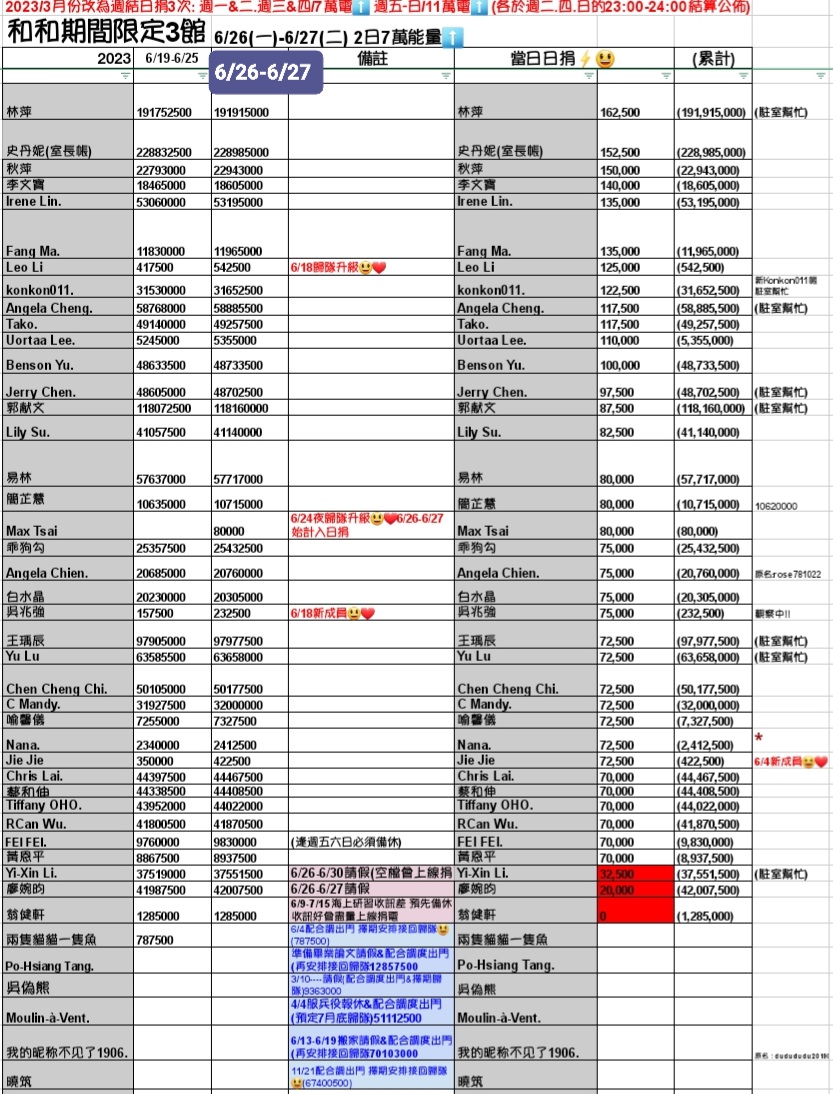 2023/3月份改為週結日捐3次: 週一&二.週三&四/7萬電⬆️ 週五-日/11萬電⬆️ (各於週二.四.日的23:00-24:00結算公佈)
和和期間限定3館 6/26(一)-6/27(二) 2日7萬能量⬆️
2023 6/19-6/25 6/26-6/27 備註 當日日捐⚡😃 (累計)
林萍 191752500 191915000 林萍 162,500 (191,915,000) (駐室幫忙)
史丹妮(室長帳) 228832500 228985000 史丹妮(室長帳) 152,500 (228,985,000)
秋萍 22793000 22943000 秋萍 150,000 (22,943,000)
李文寶 18465000 18605000 李文寶 140,000 (18,605,000)
Irene Lin. 53060000 53195000 Irene Lin. 135,000 (53,195,000)
Fang Ma. 11830000 11965000 Fang Ma. 135,000 (11,965,000)
Leo Li 417500 542500 6/18歸隊升級😃❤️ Leo Li 125,000 (542,500)
konkon011. 31530000 31652500 konkon011. 122,500 (31,652,500) 新Konkon011開
駐室幫忙
Angela Cheng. 58768000 58885500 Angela Cheng. 117,500 (58,885,500) (駐室幫忙)
Tako. 49140000 49257500 Tako. 117,500 (49,257,500)
Uortaa Lee. 5245000 5355000 Uortaa Lee. 110,000 (5,355,000)
Benson Yu. 48633500 48733500 Benson Yu. 100,000 (48,733,500)
Jerry Chen. 48605000 48702500 Jerry Chen. 97,500 (48,702,500) (駐室幫忙)
郭献文 118072500 118160000 郭献文 87,500 (118,160,000) (駐室幫忙)
Lily Su. 41057500 41140000 Lily Su. 82,500 (41,140,000)
易林 57637000 57717000 易林 80,000 (57,717,000)
簡芷慧 10635000 10715000 簡芷慧 80,000 (10,715,000) 10620000
Max Tsai 80000 6/24夜歸隊升級😃❤️6/26-6/27
始計入日捐 Max Tsai 80,000 (80,000)
乖狗勾 25357500 25432500 乖狗勾 75,000 (25,432,500)
Angela Chien. 20685000 20760000 Angela Chien. 75,000 (20,760,000) 原名:rose781022
白水晶 20230000 20305000 白水晶 75,000 (20,305,000)
吳兆強 157500 232500 6/18新成員😃❤️ 吳兆強 75,000 (232,500) 觀察中!!
王瑀辰 97905000 97977500 王瑀辰 72,500 (97,977,500) (駐室幫忙)
Yu Lu 63585500 63658000 Yu Lu 72,500 (63,658,000) (駐室幫忙)
Chen Cheng Chi. 50105000 50177500 Chen Cheng Chi. 72,500 (50,177,500)
C Mandy. 31927500 32000000 C Mandy. 72,500 (32,000,000)
喻馨儀 7255000 7327500 喻馨儀 72,500 (7,327,500)
Nana. 2340000 2412500 Nana. 72,500 (2,412,500) *
Jie Jie 350000 422500 Jie Jie 72,500 (422,500) 6/4新成員😃❤️
Chris Lai. 44397500 44467500 Chris Lai. 70,000 (44,467,500)
蔡和伸 44338500 44408500 蔡和伸 70,000 (44,408,500)
Tiffany OHO. 43952000 44022000 Tiffany OHO. 70,000 (44,022,000)
RCan Wu. 41800500 41870500 RCan Wu. 70,000 (41,870,500)
FEI FEI. 9760000 9830000 (逢週五六日必須備休) FEI FEI. 70,000 (9,830,000)
黃恩平 8867500 8937500 黃恩平 70,000 (8,937,500)
Yi-Xin Li. 37519000 37551500 6/26-6/30請假(空檔會上線捐 Yi-Xin Li. 32,500 (37,551,500) (駐室幫忙)
廖婉昀 41987500 42007500 6/26-6/27請假 廖婉昀 20,000 (42,007,500)
翁健軒 1285000 1285000 6/9-7/15海上研習收訊差 預先備休
收訊好會盡量上線捐電 翁健軒 0 (1,285,000)
兩隻貓貓一隻魚 787500 6/4配合調出門 擇期安排接回歸隊😃
(787500) 兩隻貓貓一隻魚
Po-Hsiang Tang. 準備畢業論文請假&配合調度出門
(再安排接回歸隊12857500 Po-Hsiang Tang.
吳偽熊 3/10----請假(配合調度出門&擇期歸
隊)9363000 吳偽熊
Moulin-à-Vent. 4/4服兵役報休&配合調度出門
(預定7月底歸隊)51112500 Moulin-à-Vent.
我的昵称不见了1906. 6/13-6/19搬家請假&配合調度出門
(再安排接回歸隊70103000 我的昵称不见了1906.
曉筑 11/21配合調出門 擇期安排接回歸隊
😃(67400500) 曉筑